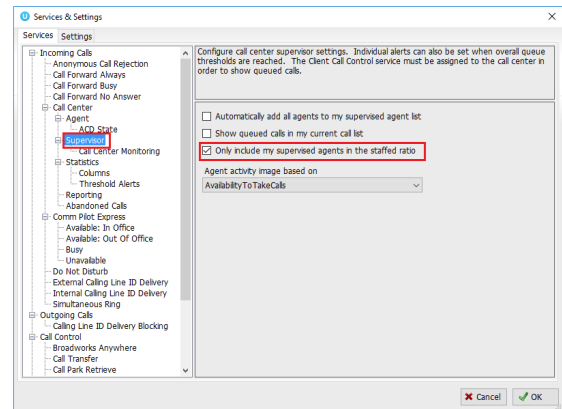 Services & Settings
Services Settings
Incoming Calls
Anonymous Call Rejection
Call Forward Always
Call Forward Busy
Call Forward No Answer
Call Center
Agent
ACD State
Supervisor
Call Center Monitoring
Statistics
Columns
Threshold Alerts
Reporting
Abandoned Calls
Comm Pilot Express
Available: In Office
Available: Out Of Office
Busy
Unavailable
Do Not Disturb
External Calling Line ID Delivery
Internal Calling Line ID Delivery
Simultaneous Ring
Outgoing Calls
Calling Line ID Delivery Blocking
Call Control
Broadworks Anywhere
Call Transfer
Call Park Retrieve
Configure call center supervisor settings. Individual alerts can also be set when overall queue
thresholds are reached. The Client Call Control service must be assigned to the call center in
order to show queued calls.
Automatically add all agents to my supervised agent list
Show queued calls in my current call list
Only include my supervised agents in the staffed ratio
Agent activity image based on
AvailabilityToTakeCalls
Cancel
OK